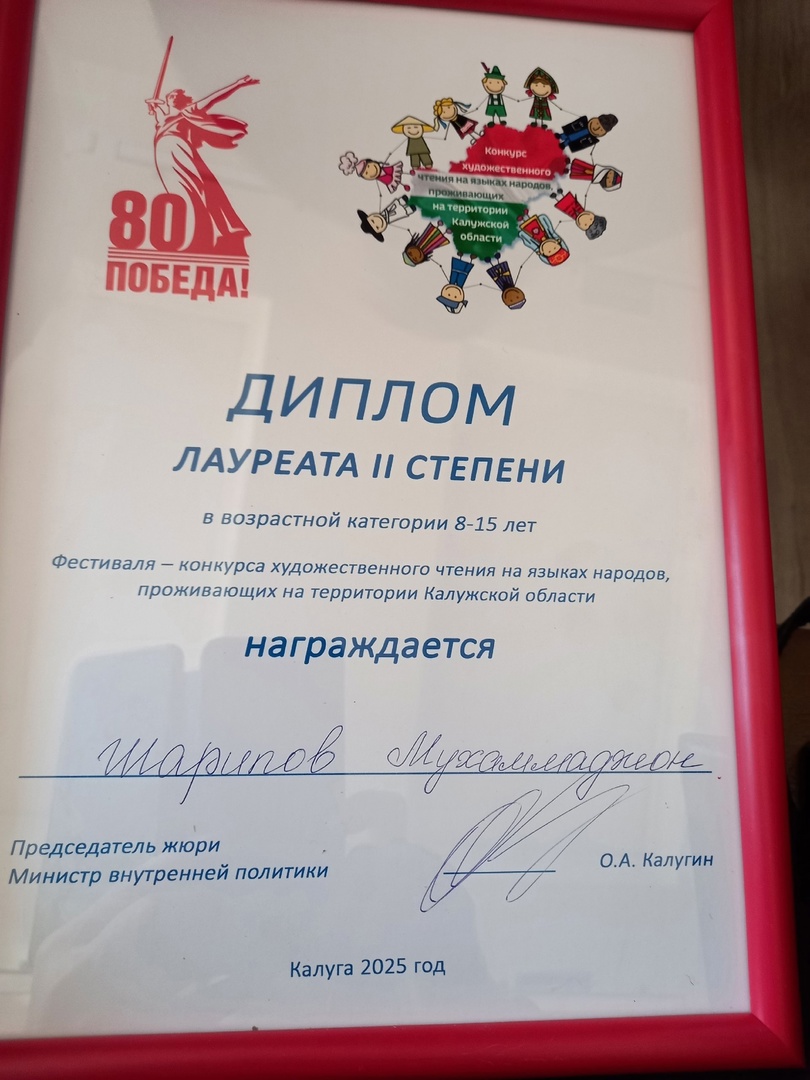 80
ПОБЕДА!
Конкурс
художественного
чтения на языках народов,
проживающих
на территории
Калужской
области
ДИПЛОМ
ЛАУРЕАТА II СТЕПЕНИ
в возрастной категории 8-15 лет
Фестиваля – конкурса художественного чтения на языках народов,
проживающих на территории Калужской области
награждается
Шарипов Мухаммаджон
Председатель жюри
Министр внутренней политики
О.А. Калугин
Калуга 2025 год